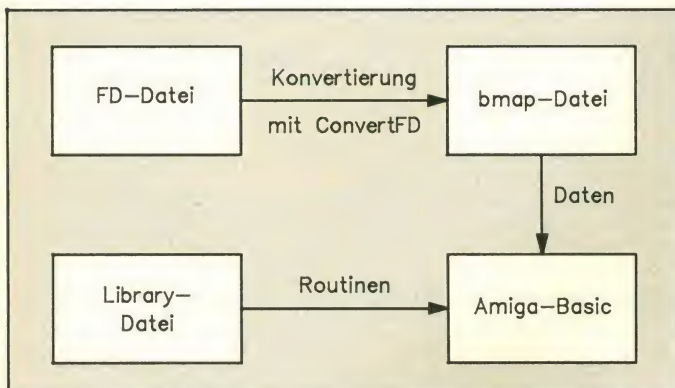 FD-Datei
Konvertierung
mit ConvertFD
bmap-Datei
Daten
Library-
Datei
Routinen
Amiga-Basic